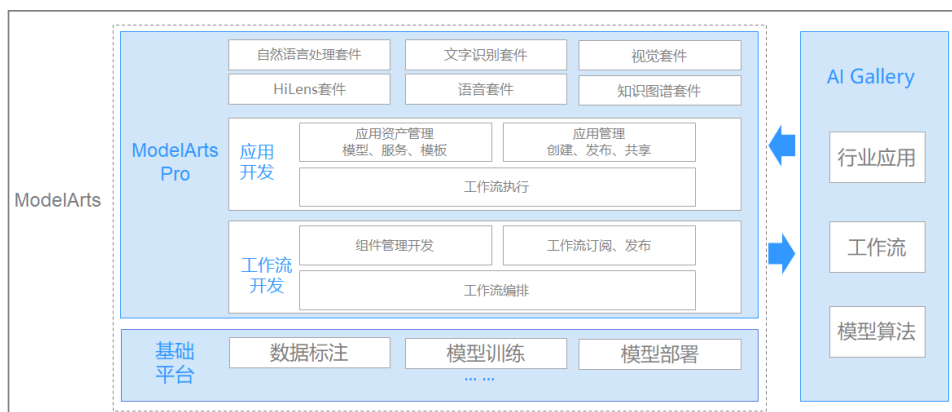 ModelArts
ModelArts
Pro
自然语言处理套件
文字识别套件
视觉套件
HiLens套件
语音套件
知识图谱套件
应用
开发
应用资产管理
模型、服务、模板
应用管理
创建、发布、共享
工作流执行
工作流
开发
组件管理开发
工作流订阅、发布
工作流编排
基础
平台
数据标注
模型训练
模型部署
... ...
AI Gallery
行业应用
工作流
模型算法